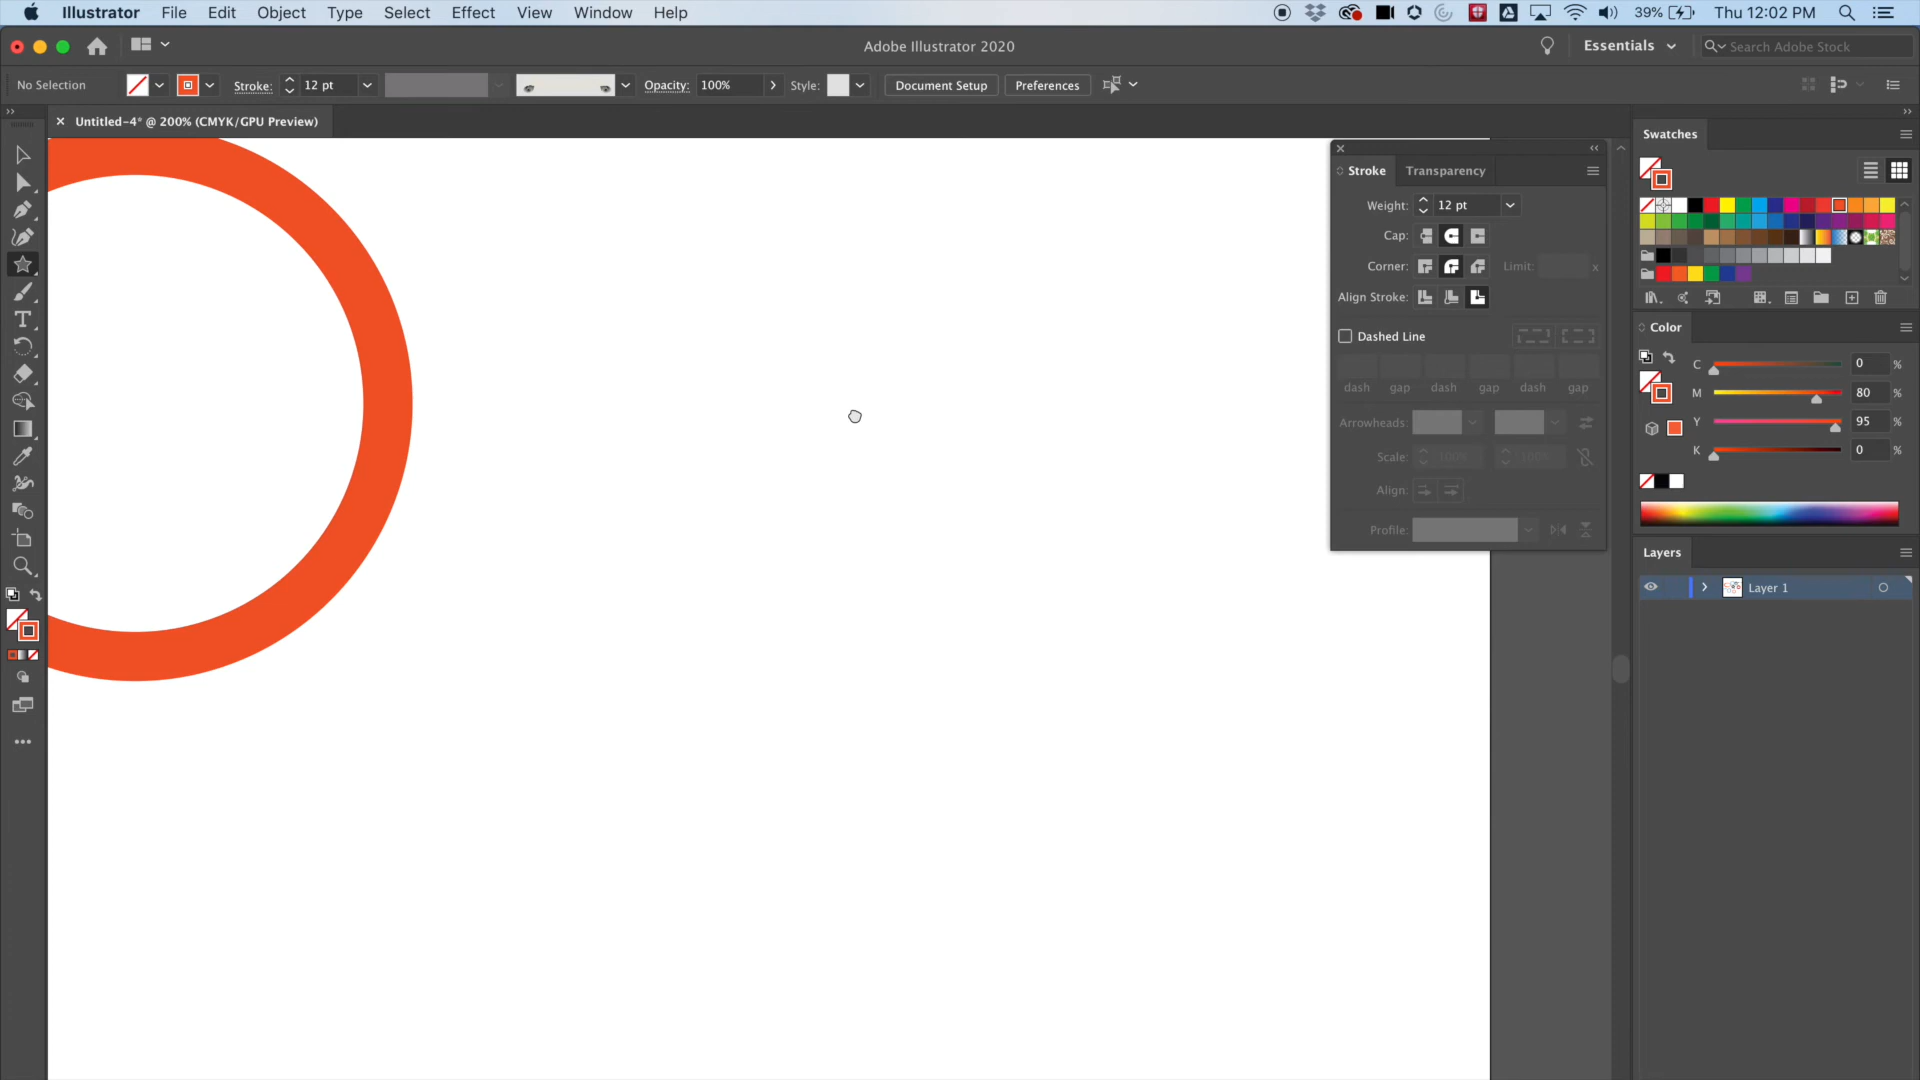 Illustrator File Edit Object Type Select Effect View Window Help 39% Thu 12:02 PM
Adobe Illustrator 2020 Essentials Search Adobe Stock
No Selection Stroke: 12 pt Opacity: 100% Style: Document Setup Preferences
Untitled-4* @ 200% (CMYK/GPU Preview)
Stroke Transparency
Weight: 12 pt
Cap:
Corner: Limit: x
Align Stroke:
Dashed Line
dash gap dash gap dash gap
Arrowheads:
Scale: 100% 100%
Align:
Profile:
Swatches
Color
C 0 %
M 80 %
Y 95 %
K 0 %
Layers
Layer 1